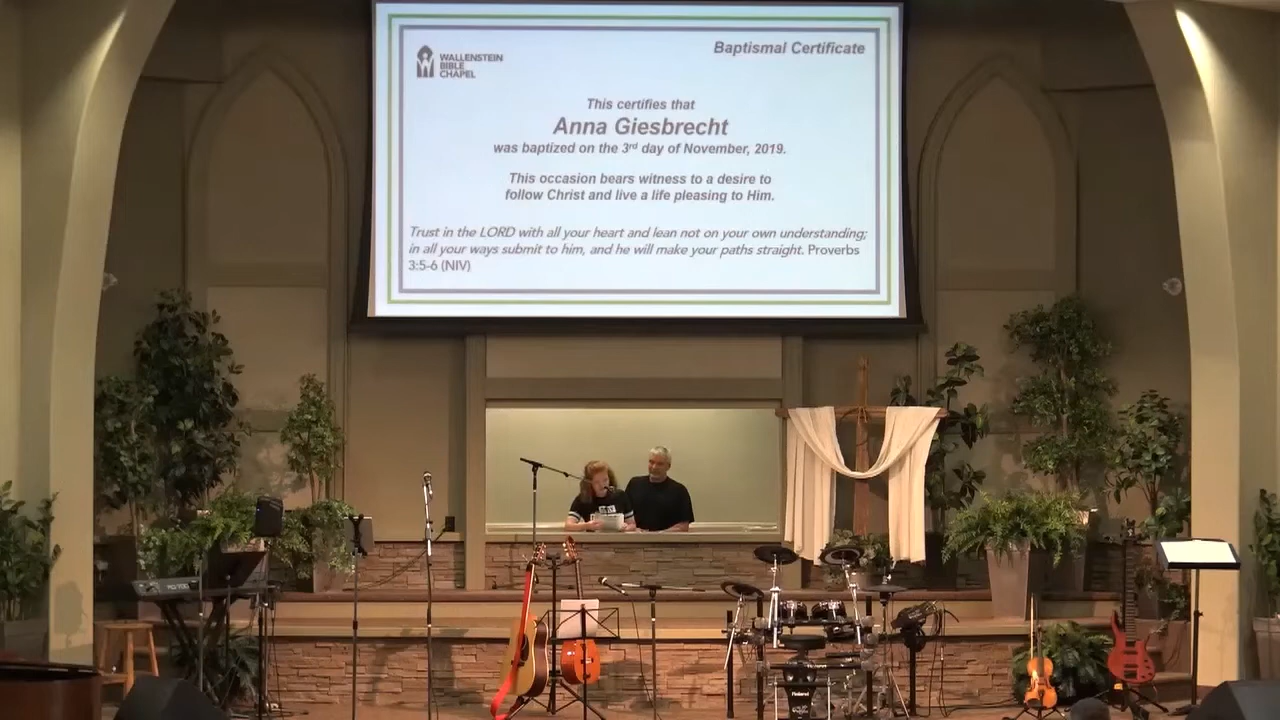 WALLENSTEIN
BIBLE
CHAPEL
Baptismal Certificate
This certifies that
Anna Giesbrecht
was baptized on the 3rd day of November, 2019.
This occasion bears witness to a desire to
follow Christ and live a life pleasing to Him.
Trust in the LORD with all your heart and lean not on your own understanding;
in all your ways submit to him, and he will make your paths straight. Proverbs
3:5-6 (NIV)
Roland